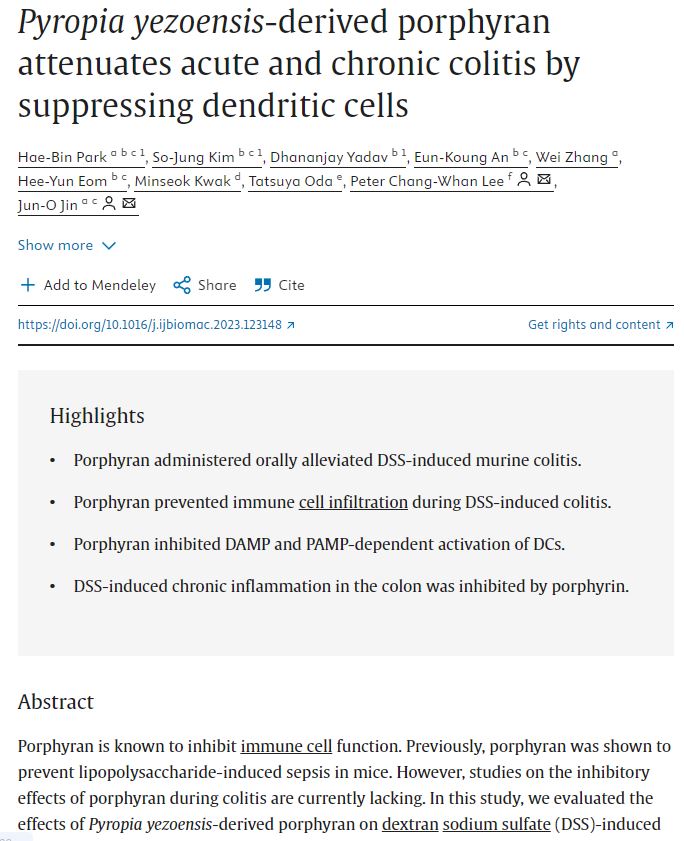 Pyropia yezoensis-derived porphyran
attenuates acute and chronic colitis by
suppressing dendritic cells
Hae-Bin Park a b c 1, So-Jung Kim b c 1, Dhananjay Yadav b 1, Eun-Koung An b c, Wei Zhang a,
Hee-Yun Eom b c, Minseok Kwak d, Tatsuya Oda e, Peter Chang-Whan Lee f,
Jun-O Jin a c
Show more
Add to Mendeley Share Cite
https://doi.org/10.1016/j.ijbiomac.2023.123148 Get rights and content
Highlights
• Porphyran administered orally alleviated DSS-induced murine colitis.
• Porphyran prevented immune cell infiltration during DSS-induced colitis.
• Porphyran inhibited DAMP and PAMP-dependent activation of DCs.
• DSS-induced chronic inflammation in the colon was inhibited by porphyrin.
Abstract
Porphyran is known to inhibit immune cell function. Previously, porphyran was shown to
prevent lipopolysaccharide-induced sepsis in mice. However, studies on the inhibitory
effects of porphyran during colitis are currently lacking. In this study, we evaluated the
effects of Pyropia yezoensis-derived porphyran on dextran sodium sulfate (DSS)-induced